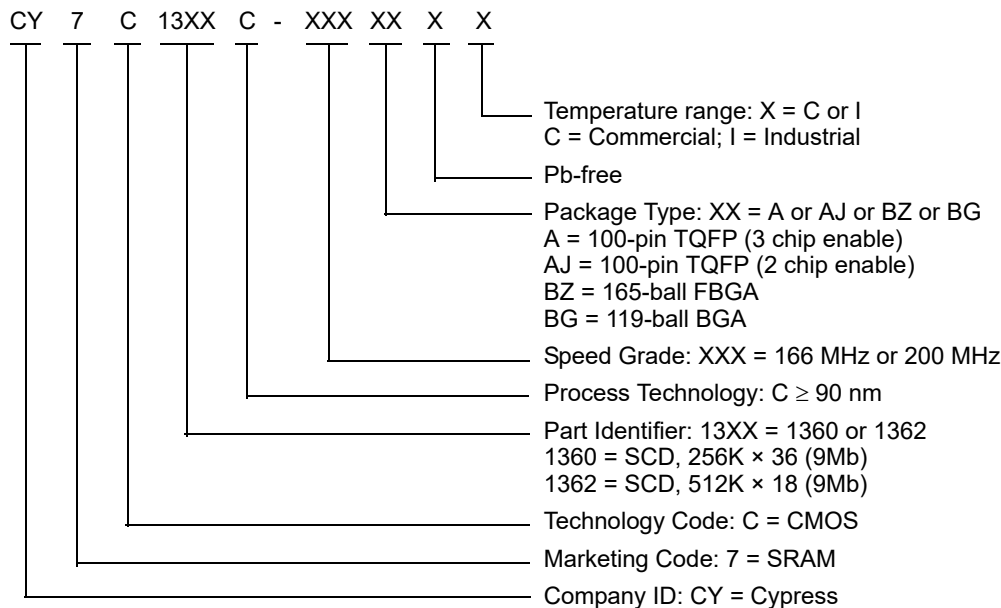 CY 7 C 13XX C - XXX XX X X
Temperature range: X = C or I
C = Commercial; I = Industrial
Pb-free
Package Type: XX = A or AJ or BZ or BG
A = 100-pin TQFP (3 chip enable)
AJ = 100-pin TQFP (2 chip enable)
BZ = 165-ball FBGA
BG = 119-ball BGA
Speed Grade: XXX = 166 MHz or 200 MHz
Process Technology: C ≥ 90 nm
Part Identifier: 13XX = 1360 or 1362
1360 = SCD, 256K × 36 (9Mb)
1362 = SCD, 512K × 18 (9Mb)
Technology Code: C = CMOS
Marketing Code: 7 = SRAM
Company ID: CY = Cypress